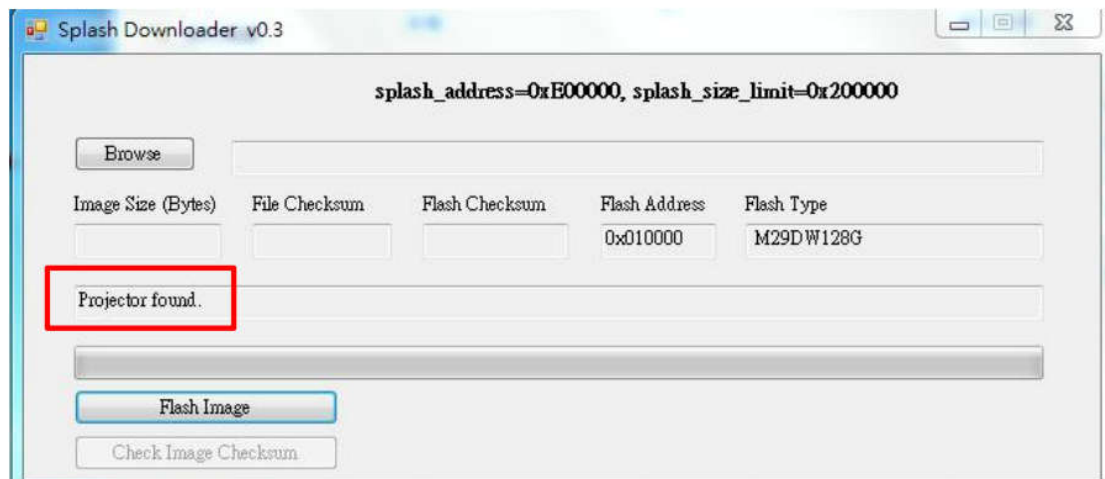 Splash Downloader v0.3
splash_address=0xE00000, splash_size_limit=0x200000
Browse
Image Size (Bytes) File Checksum Flash Checksum Flash Address Flash Type
0x010000 M29DW128G
Projector found.
Flash Image
Check Image Checksum